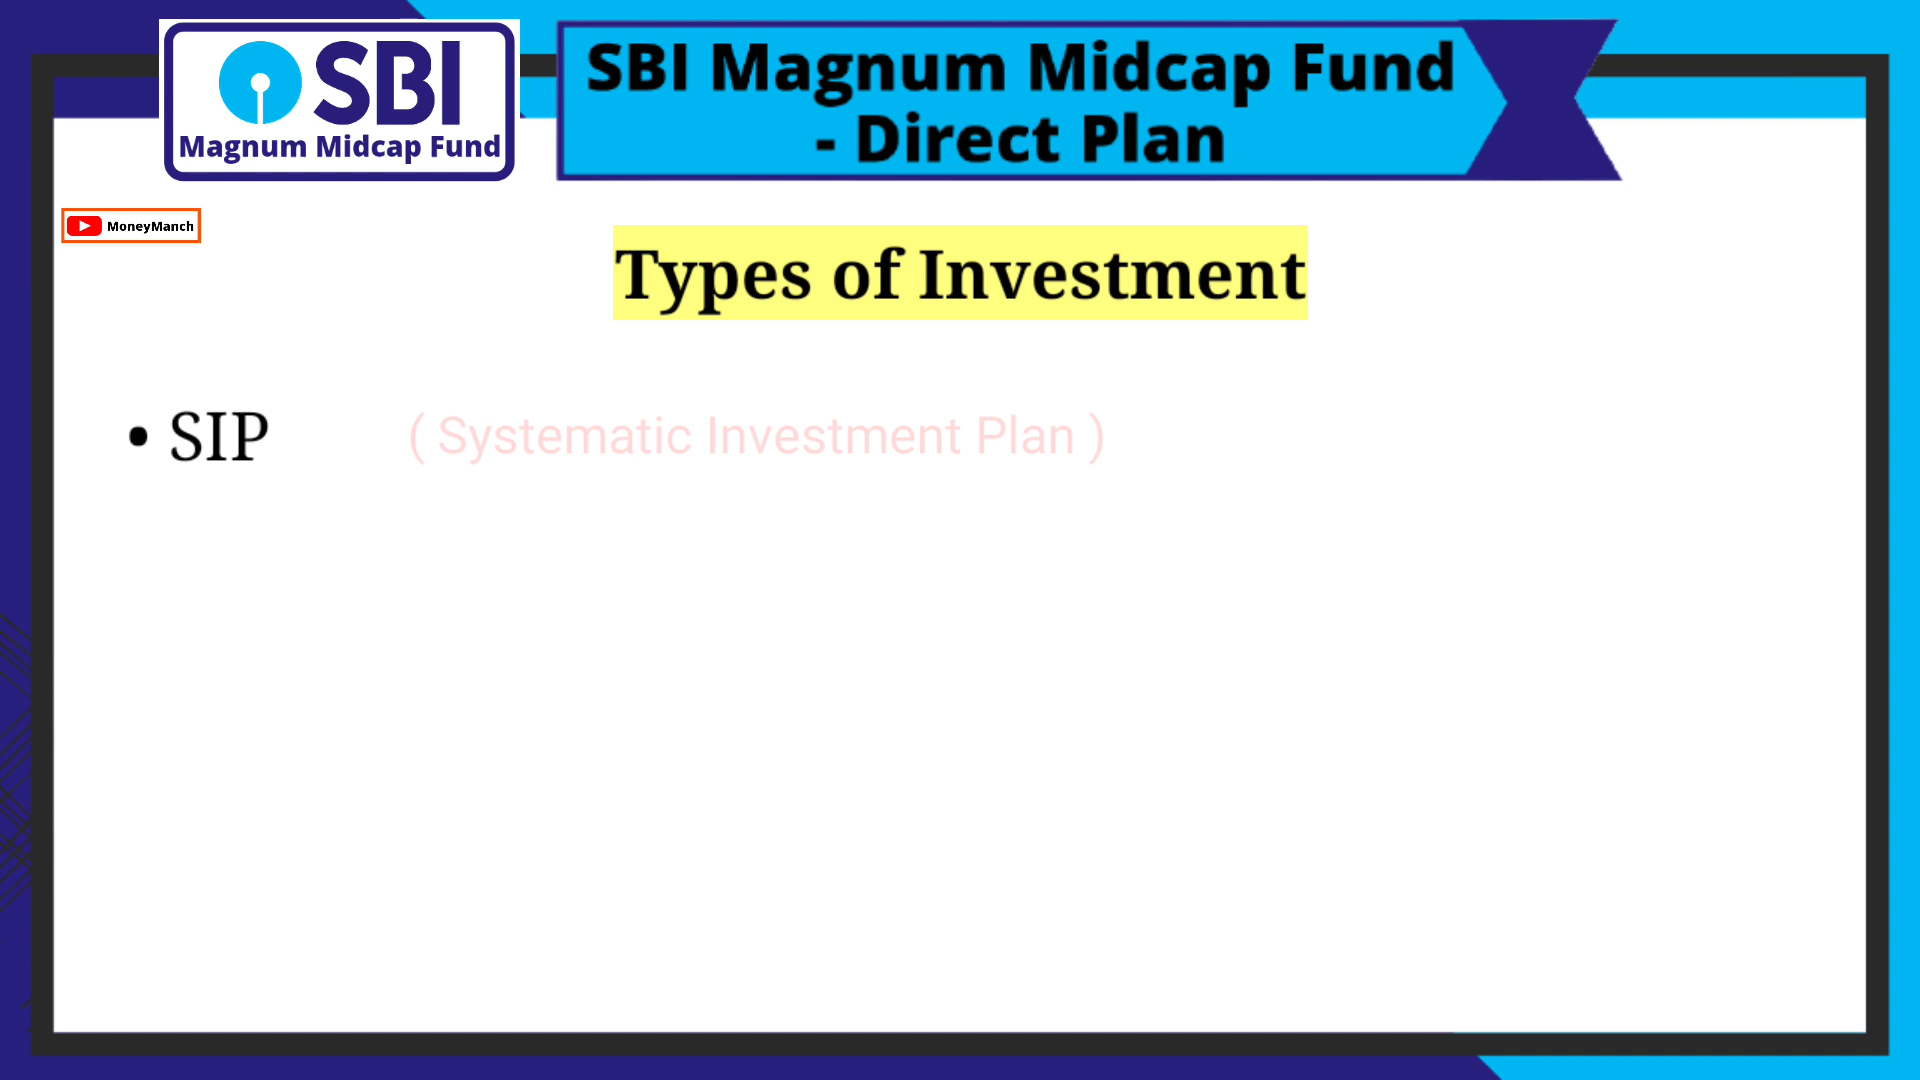 SBI
Magnum Midcap Fund
SBI Magnum Midcap Fund
- Direct Plan
MoneyManch
Types of Investment
• SIP ( Systematic Investment Plan )